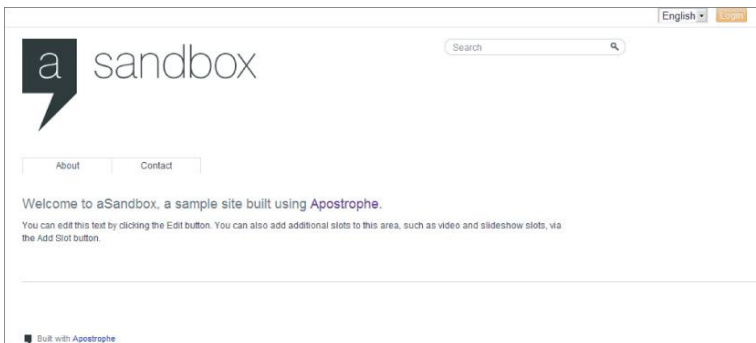 English
Login
a sandbox
Search
About Contact
Welcome to aSandbox, a sample site built using Apostrophe.
You can edit this text by clicking the Edit button. You can also add additional slots to this area, such as video and slideshow slots, via
the Add Slot button.
Built with Apostrophe